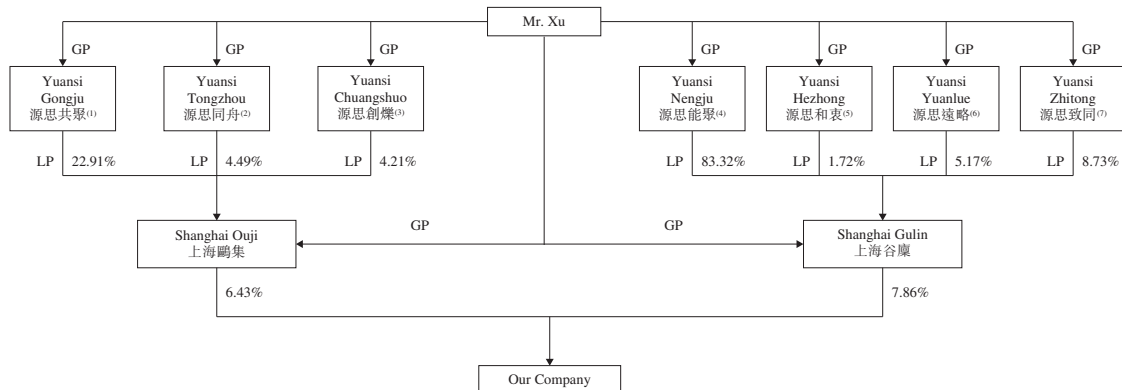 Mr. Xu
GP
GP
GP
GP
GP
GP
GP
Yuansi
Gongju
源思共聚(1)
Yuansi
Tongzhou
源思同舟(2)
Yuansi
Chuangshuo
源思創爍(3)
Yuansi
Nengju
源思能聚(4)
Yuansi
Hezhong
源思和衷(5)
Yuansi
Yuanlue
源思遠略(6)
Yuansi
Zhitong
源思致同(7)
LP 22.91%
LP 4.49%
LP 4.21%
LP 83.32%
LP 1.72%
LP 5.17%
LP 8.73%
Shanghai Ouji
上海鷗集
GP
GP
Shanghai Gulin
上海谷廩
6.43%
7.86%
Our Company